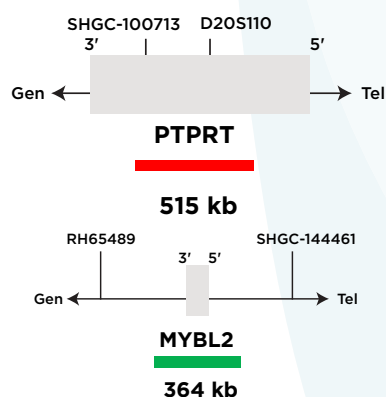 SHGC-100713 D20S110
3' 5'
Gen Tel
PTPRT
515 kb
RH65489 SHGC-144461
3' 5'
Gen Tel
MYBL2
364 kb